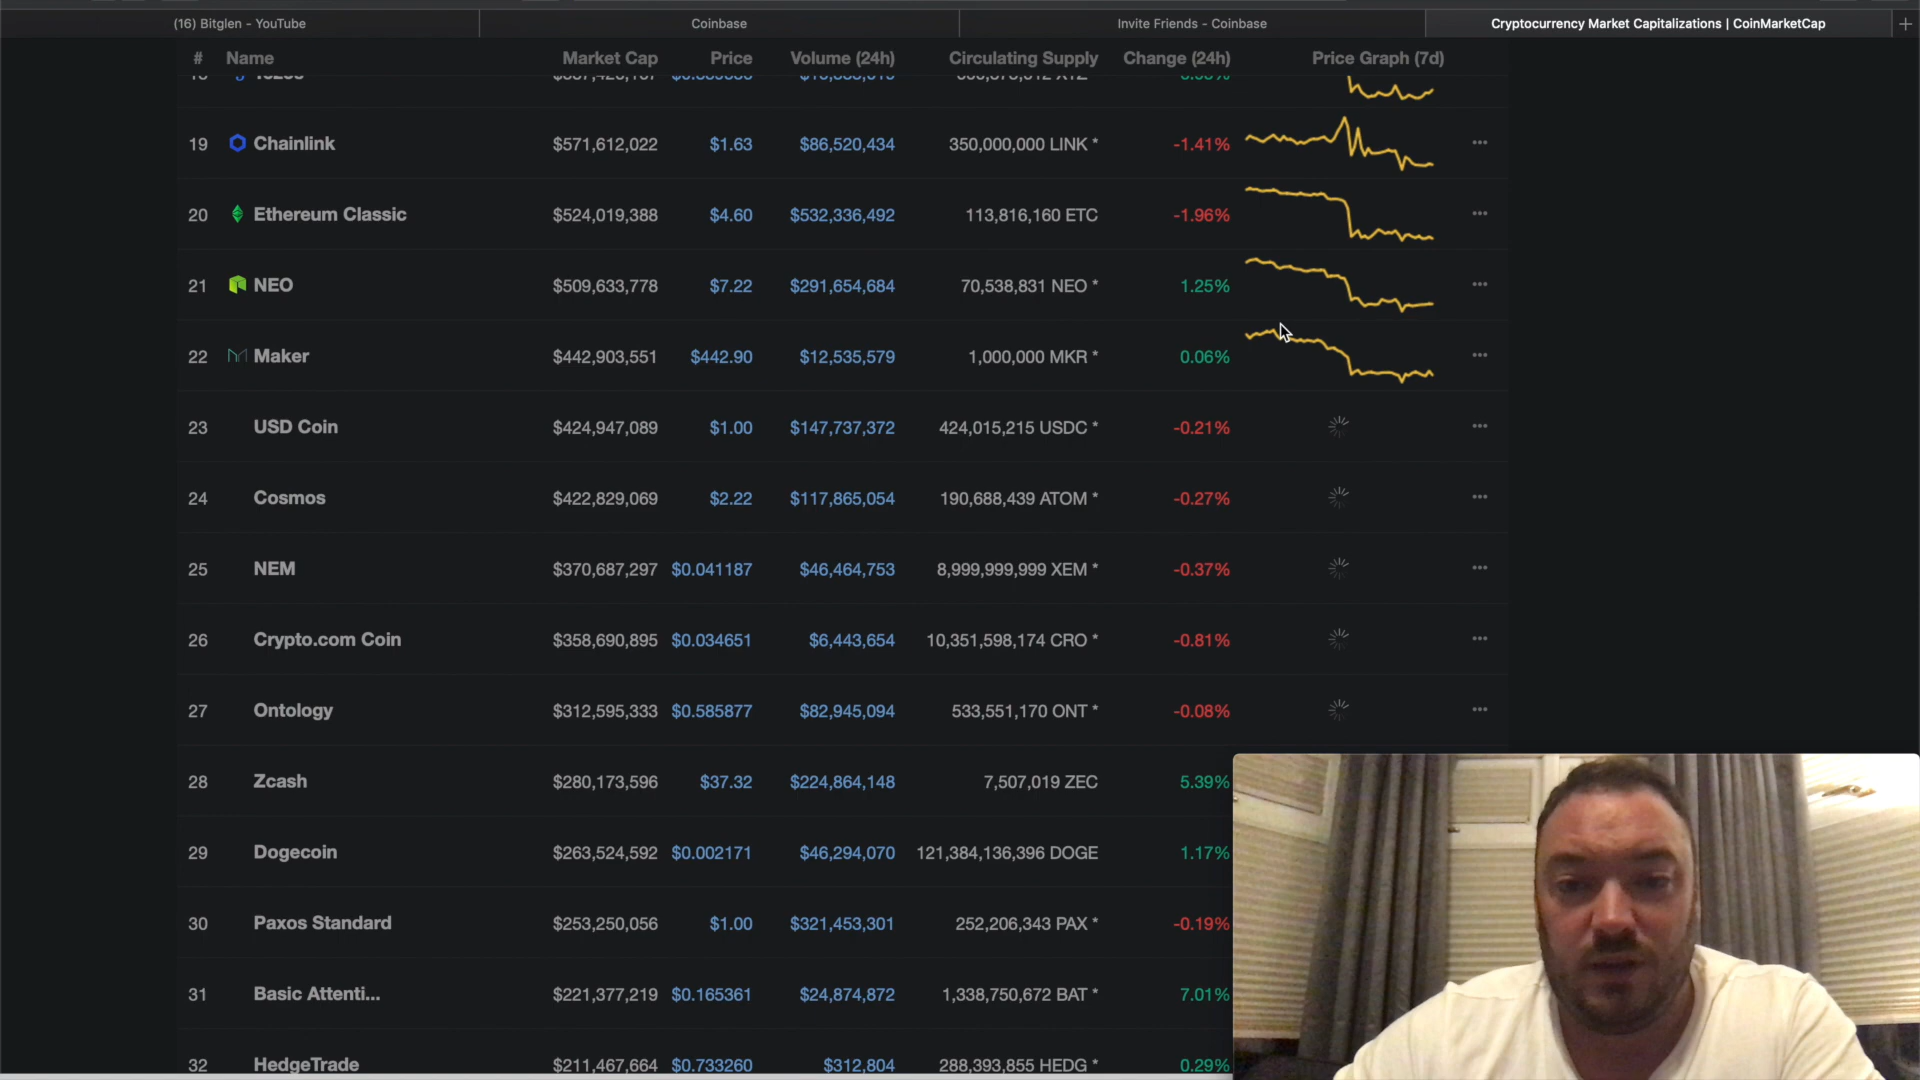 (16) Bitglen - YouTube Coinbase Invite Friends - Coinbase Cryptocurrency Market Capitalizations | CoinMarketCap +
# Name Market Cap Price Volume (24h) Circulating Supply Change (24h) Price Graph (7d)
19 Chainlink $571,612,022 $1.63 $86,520,434 350,000,000 LINK * -1.41%
20 Ethereum Classic $524,019,388 $4.60 $532,336,492 113,816,160 ETC -1.96%
21 NEO $509,633,778 $7.22 $291,654,684 70,538,831 NEO * 1.25%
22 Maker $442,903,551 $442.90 $12,535,579 1,000,000 MKR * 0.06%
23 USD Coin $424,947,089 $1.00 $147,737,372 424,015,215 USDC * -0.21%
24 Cosmos $422,829,069 $2.22 $117,865,054 190,688,439 ATOM * -0.27%
25 NEM $370,687,297 $0.041187 $46,464,753 8,999,999,999 XEM * -0.37%
26 Crypto.com Coin $358,690,895 $0.034651 $6,443,654 10,351,598,174 CRO * -0.81%
27 Ontology $312,595,333 $0.585877 $82,945,094 533,551,170 ONT * -0.08%
28 Zcash $280,173,596 $37.32 $224,864,148 7,507,019 ZEC 5.39%
29 Dogecoin $263,524,592 $0.002171 $46,294,070 121,384,136,396 DOGE 1.17%
30 Paxos Standard $253,250,056 $1.00 $321,453,301 252,206,343 PAX * -0.19%
31 Basic Attenti... $221,377,219 $0.165361 $24,874,872 1,338,750,672 BAT * 7.01%
32 HedgeTrade $211,467,664 $0.733260 $312,804 288,393,855 HEDG * 0.29%